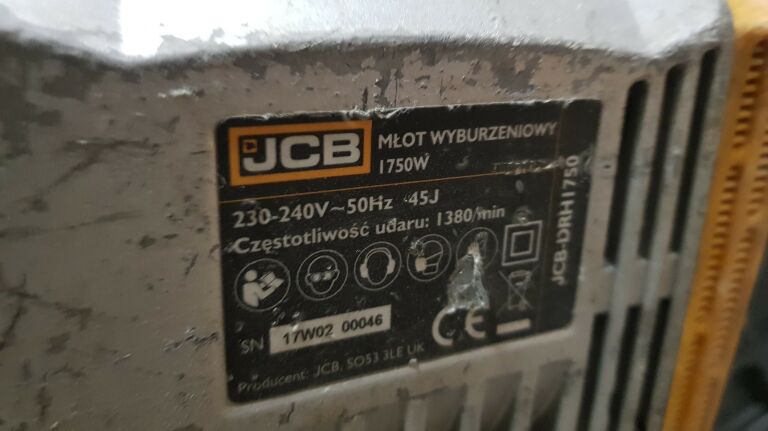 JCB
MŁOT WYBURZENIOWY
1750W
230-240V~50Hz 45J
Częstotliwość udaru: 1380/min
SN 17W02 00046
CE
Producent: JCB, SO53 3LE UK
JCB-DRH1750